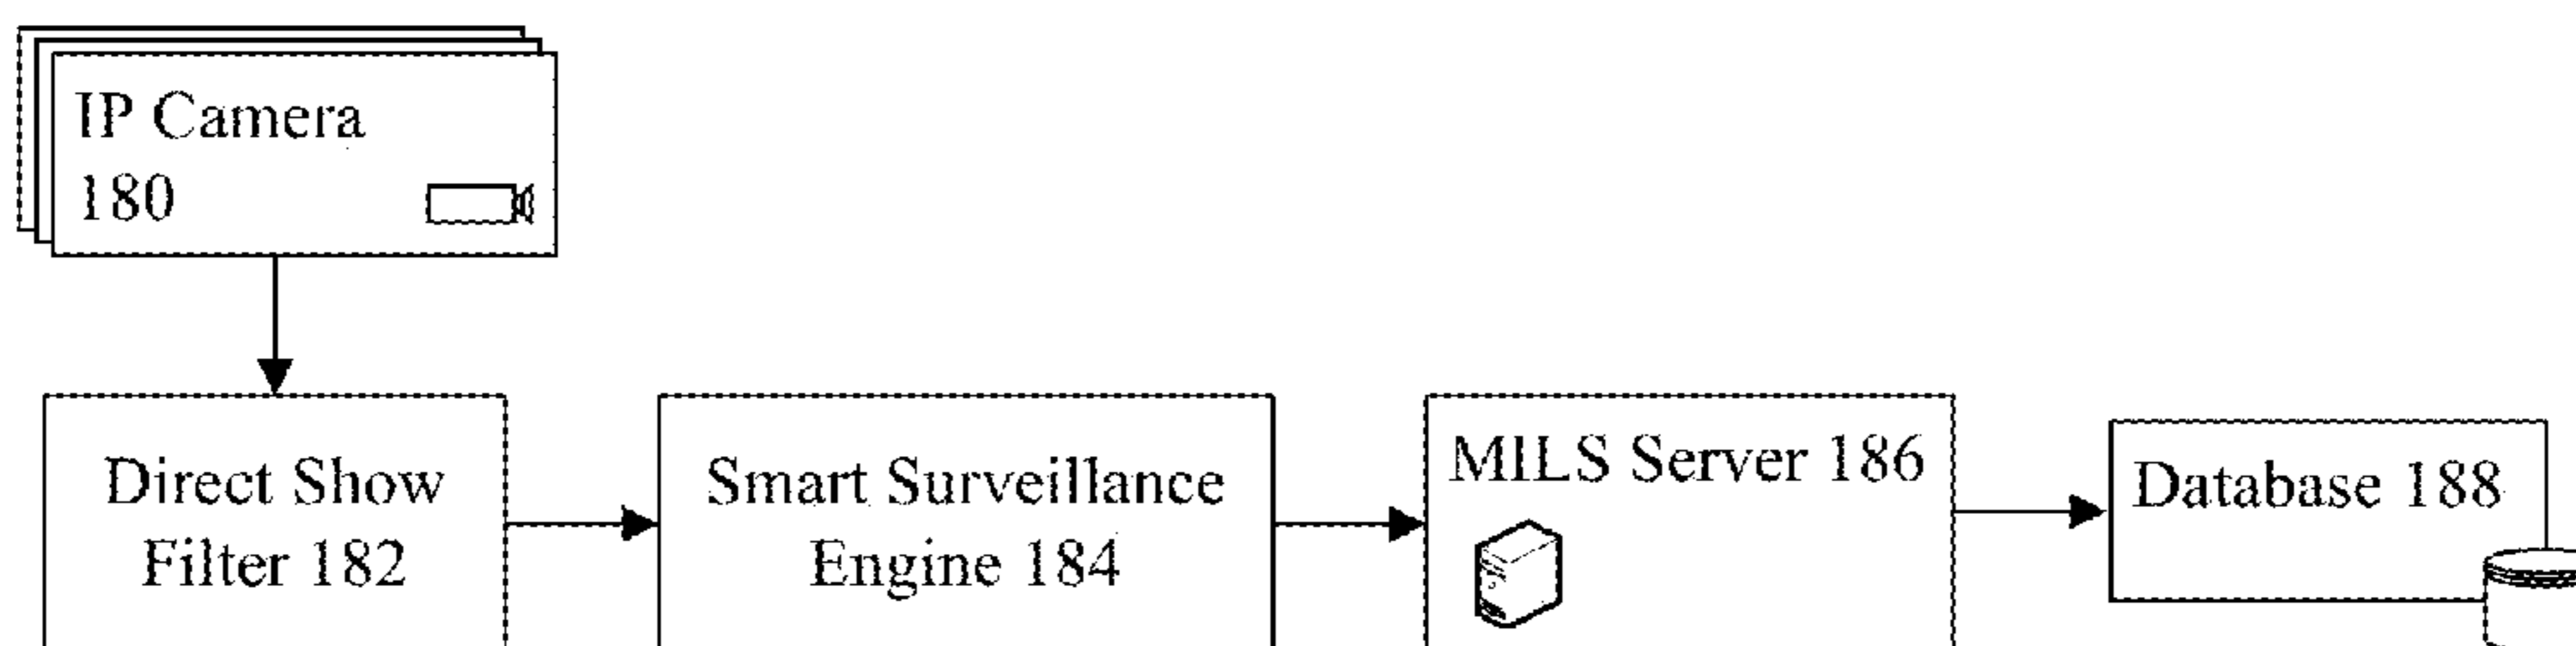 IP Camera
180
Direct Show
Filter 182
Smart Surveillance
Engine 184
MILS Server 186
Database 188